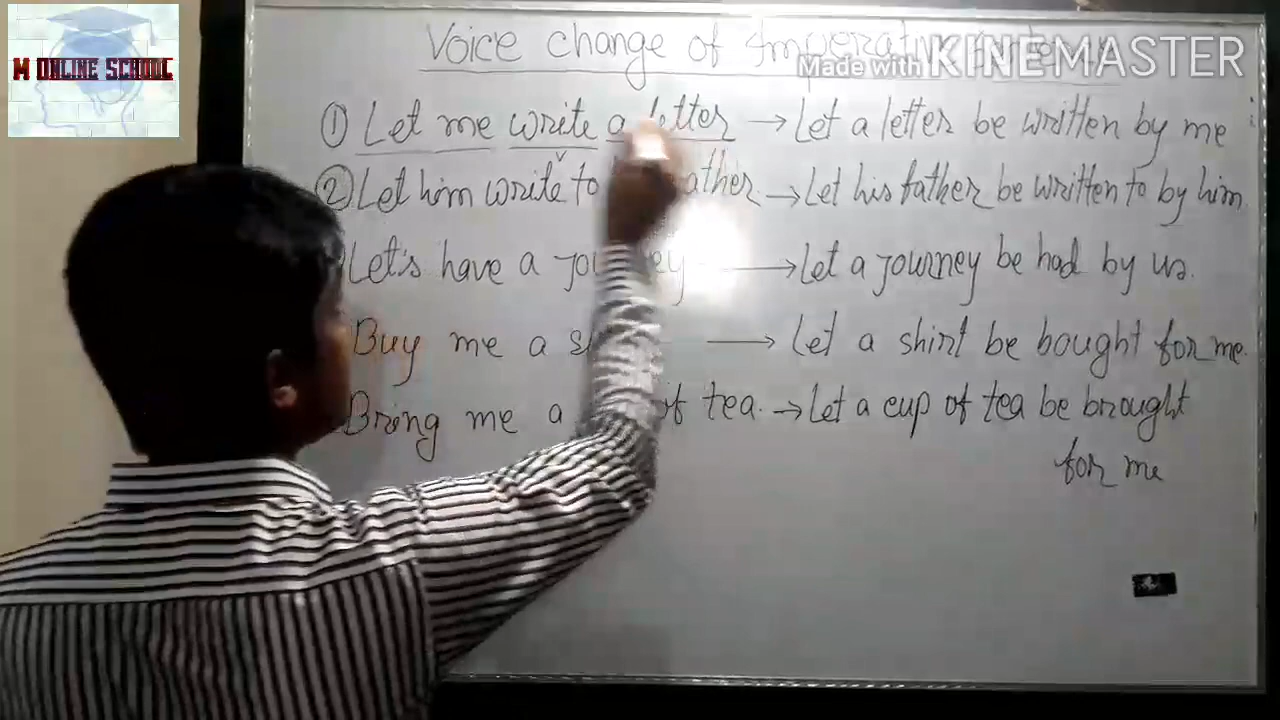 M ONLINE SCHOOL
Voice change of Imperative
Made with KINEMASTER
① Let me write a letter → Let a letter be written by me
② Let him write to father. → Let his father be written to by him
Let's have a → Let a journey be had by us.
Buy me a → Let a shirt be bought for me.
Bring me a of tea. → Let a cup of tea be brought
for me